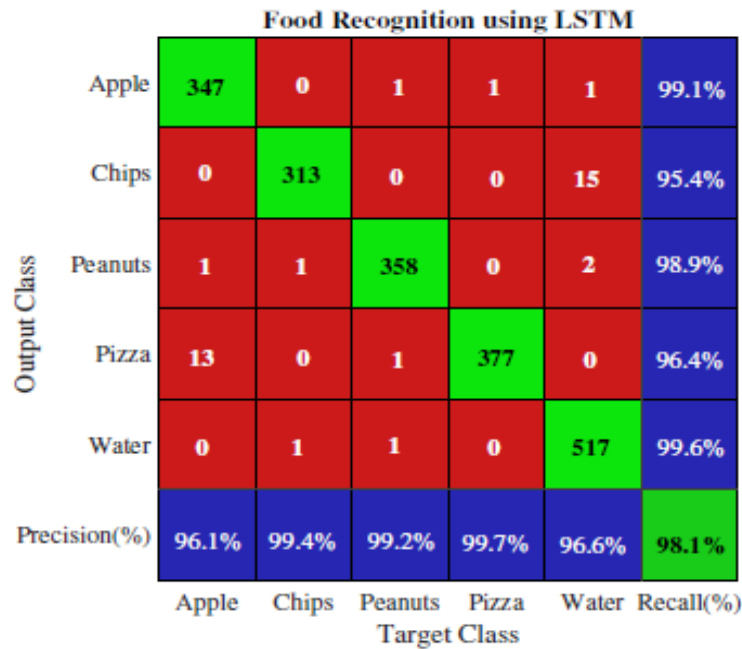 Food Recognition using LSTM
Apple 347 0 1 1 1 99.1%
Chips 0 313 0 0 15 95.4%
Peanuts 1 1 358 0 2 98.9%
Pizza 13 0 1 377 0 96.4%
Water 0 1 1 0 517 99.6%
Precision(%) 96.1% 99.4% 99.2% 99.7% 96.6% 98.1%
Apple Chips Peanuts Pizza Water Recall(%)
Target Class
Output Class